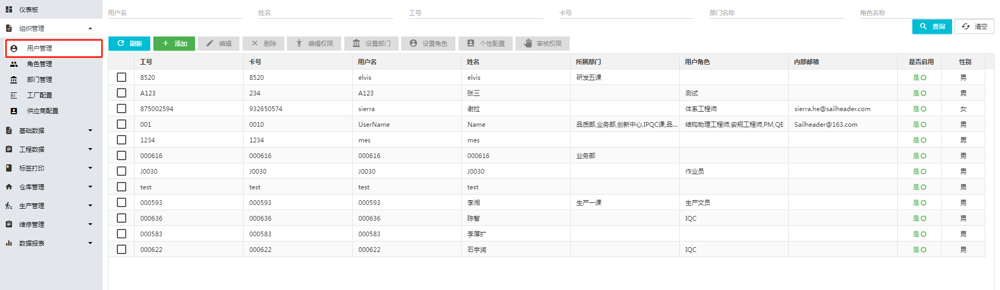 仪表板
组织管理
用户管理
角色管理
部门管理
工厂配置
供应商配置
基础数据
工程数据
标签打印
仓库管理
生产管理
维修管理
数据报表
用户名 姓名 工号 卡号 部门名称 角色名称
查询 清空
刷新 添加 编辑 删除 编辑权限 设置部门 设置角色 个性配置 审核权限
工号 卡号 用户名 姓名 所属部门 用户角色 内部邮箱 是否启用 性别
8520 8520 elvis elvis 研发五课 是 男
A123 234 A123 张三 测试 是 男
875002594 932650574 sierra 谢拉 体系工程师 sierra.he@sailheader.com 是 女
001 0010 UserName Name 品质部,业务部,创新中心,IPQC课,品... 结构助理工程师,安规工程师,PM,QE Sailheader@163.com 是 男
1234 1234 mes mes 是 男
000616 000616 000616 000616 业务部 是 男
J0030 J0030 J0030 J0030 作业员 是 男
test test test test 是 男
000593 000593 000593 李湘 生产一课 生产文员 是 男
000636 000636 000636 陈智 IQC 是 男
000583 000583 000583 李厚扩 是 男
000622 000622 000622 石宇润 IQC 是 男